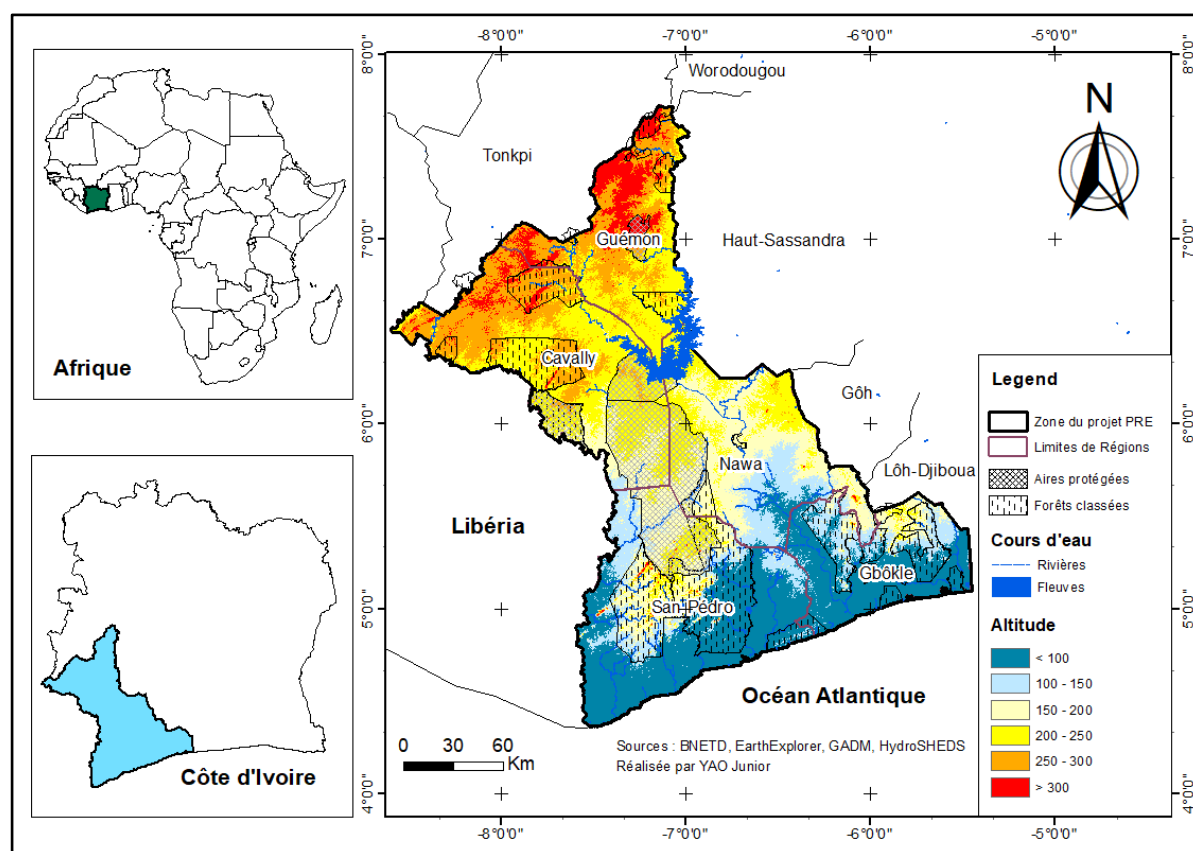 Afrique
Côte d'Ivoire
-8°0'0"
-7°0'0"
-6°0'0"
-5°0'0"
8°0'0"
8°0'0"
7°0'0"
7°0'0"
6°0'0"
6°0'0"
5°0'0"
5°0'0"
4°0'0"
4°0'0"
-8°0'0"
-7°0'0"
-6°0'0"
-5°0'0"
Worodougou
Tonkpi
Guémon
Haut-Sassandra
Cavally
Gôh
Nawa
Lôh-Djiboua
Libéria
Gbôkle
San-Pédro
Océan Atlantique
N
0 30 60
Km
Sources : BNETD, EarthExplorer, GADM, HydroSHEDS
Réalisée par YAO Junior
Legend
Zone du projet PRE
Limites de Régions
Aires protégées
Forêts classées
Cours d'eau
Rivières
Fleuves
Altitude
< 100
100 - 150
150 - 200
200 - 250
250 - 300
> 300